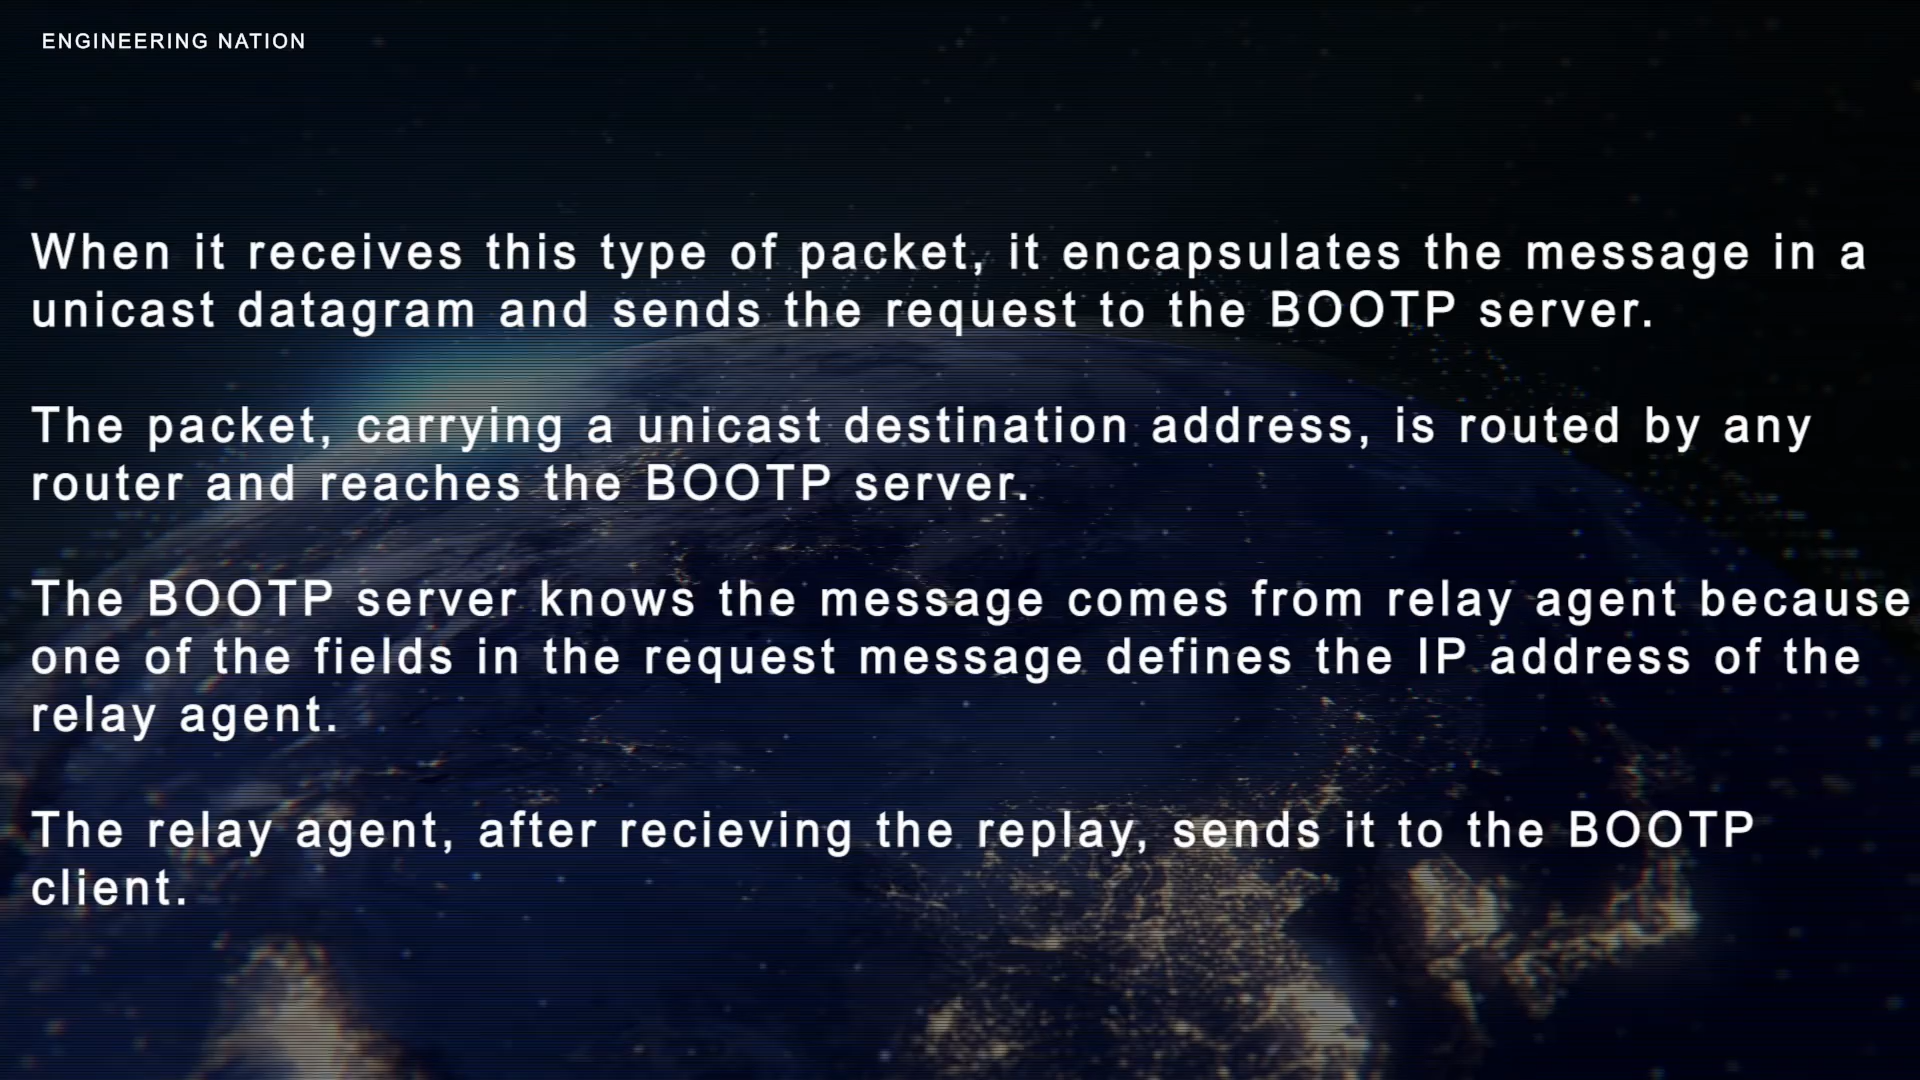 ENGINEERING NATION
When it receives this type of packet, it encapsulates the message in a
unicast datagram and sends the request to the BOOTP server.
The packet, carrying a unicast destination address, is routed by any
router and reaches the BOOTP server.
The BOOTP server knows the message comes from relay agent because
one of the fields in the request message defines the IP address of the
relay agent.
The relay agent, after recieving the replay, sends it to the BOOTP
client.